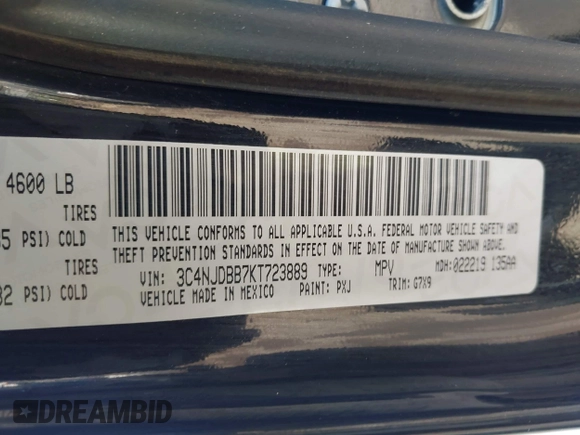 4600 LB
TIRES
5 PSI) COLD
TIRES
32 PSI) COLD
THIS VEHICLE CONFORMS TO ALL APPLICABLE U.S.A. FEDERAL MOTOR VEHICLE SAFETY AND
THEFT PREVENTION STANDARDS IN EFFECT ON THE DATE OF MANUFACTURE SHOWN ABOVE.
VIN: 3C4NJDBB7KT723889 TYPE: MPV MDH:022219 135AA
VEHICLE MADE IN MEXICO PAINT: PXJ TRIM: G7X9
DREAMBID